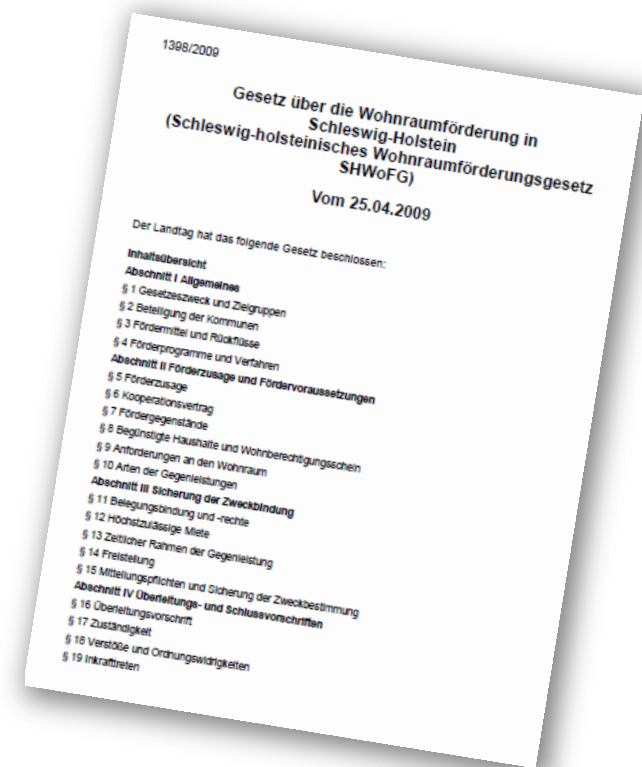 1398/2009
Gesetz über die Wohnraumförderung in
Schleswig-Holstein
(Schleswig-holsteinisches Wohnraumförderungsgesetz
SHWoFG)
Vom 25.04.2009
Der Landtag hat das folgende Gesetz beschlossen:
Inhaltsübersicht
Abschnitt I Allgemeines
§ 1 Gesetzeszweck und Zielgruppen
§ 2 Beteiligung der Kommunen
§ 3 Fördermittel und Rückflüsse
§ 4 Förderprogramme und Verfahren
Abschnitt II Förderzusage und Fördervoraussetzungen
§ 5 Förderzusage
§ 6 Kooperationsvertrag
§ 7 Fördergegenstände
§ 8 Begünstigte Haushalte und Wohnberechtigungsschein
§ 9 Anforderungen an den Wohnraum
§ 10 Arten der Gegenleistungen
Abschnitt III Sicherung der Zweckbindung
§ 11 Belegungsbindung und -rechte
§ 12 Höchstzulässige Miete
§ 13 Zeitlicher Rahmen der Gegenleistung
§ 14 Freistellung
§ 15 Mitteilungspflichten und Sicherung der Zweckbestimmung
Abschnitt IV Überleitungs- und Schlussvorschriften
§ 16 Überleitungsvorschrift
§ 17 Zuständigkeit
§ 18 Verstöße und Ordnungswidrigkeiten
§ 19 Inkrafttreten